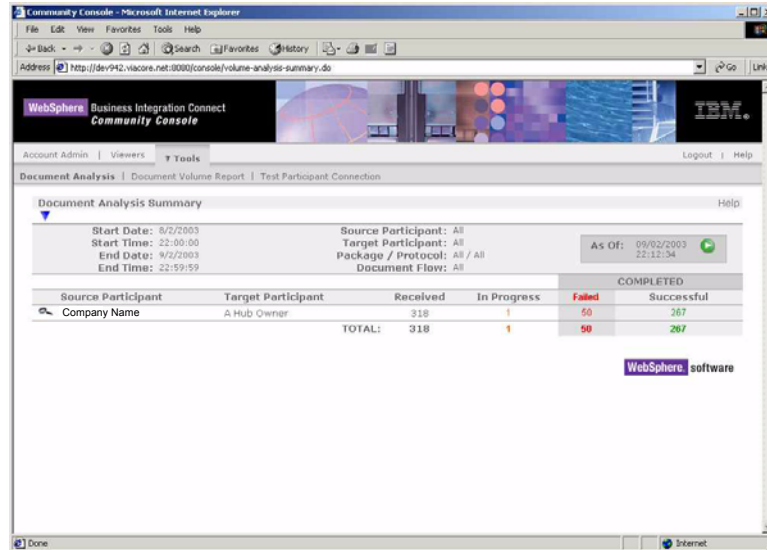 Community Console - Microsoft Internet Explorer
File Edit View Favorites Tools Help
Back Search Favorites History
Address http://dev942.viacore.net:8080/console/volume-analysis-summary.do Go Link
WebSphere. Business Integration Connect
Community Console
IBM.
Account Admin | Viewers Tools Logout | Help
Document Analysis | Document Volume Report | Test Participant Connection
Document Analysis Summary Help
Start Date: 8/2/2003 Source Participant: All
Start Time: 22:00:00 Target Participant: All As Of: 09/02/2003
End Date: 9/2/2003 Package / Protocol: All / All 22:12:34
End Time: 22:59:59 Document Flow: All
COMPLETED
Source Participant Target Participant Received In Progress Failed Successful
Company Name A Hub Owner 318 1 50 267
TOTAL: 318 1 50 267
WebSphere. software
Done Internet